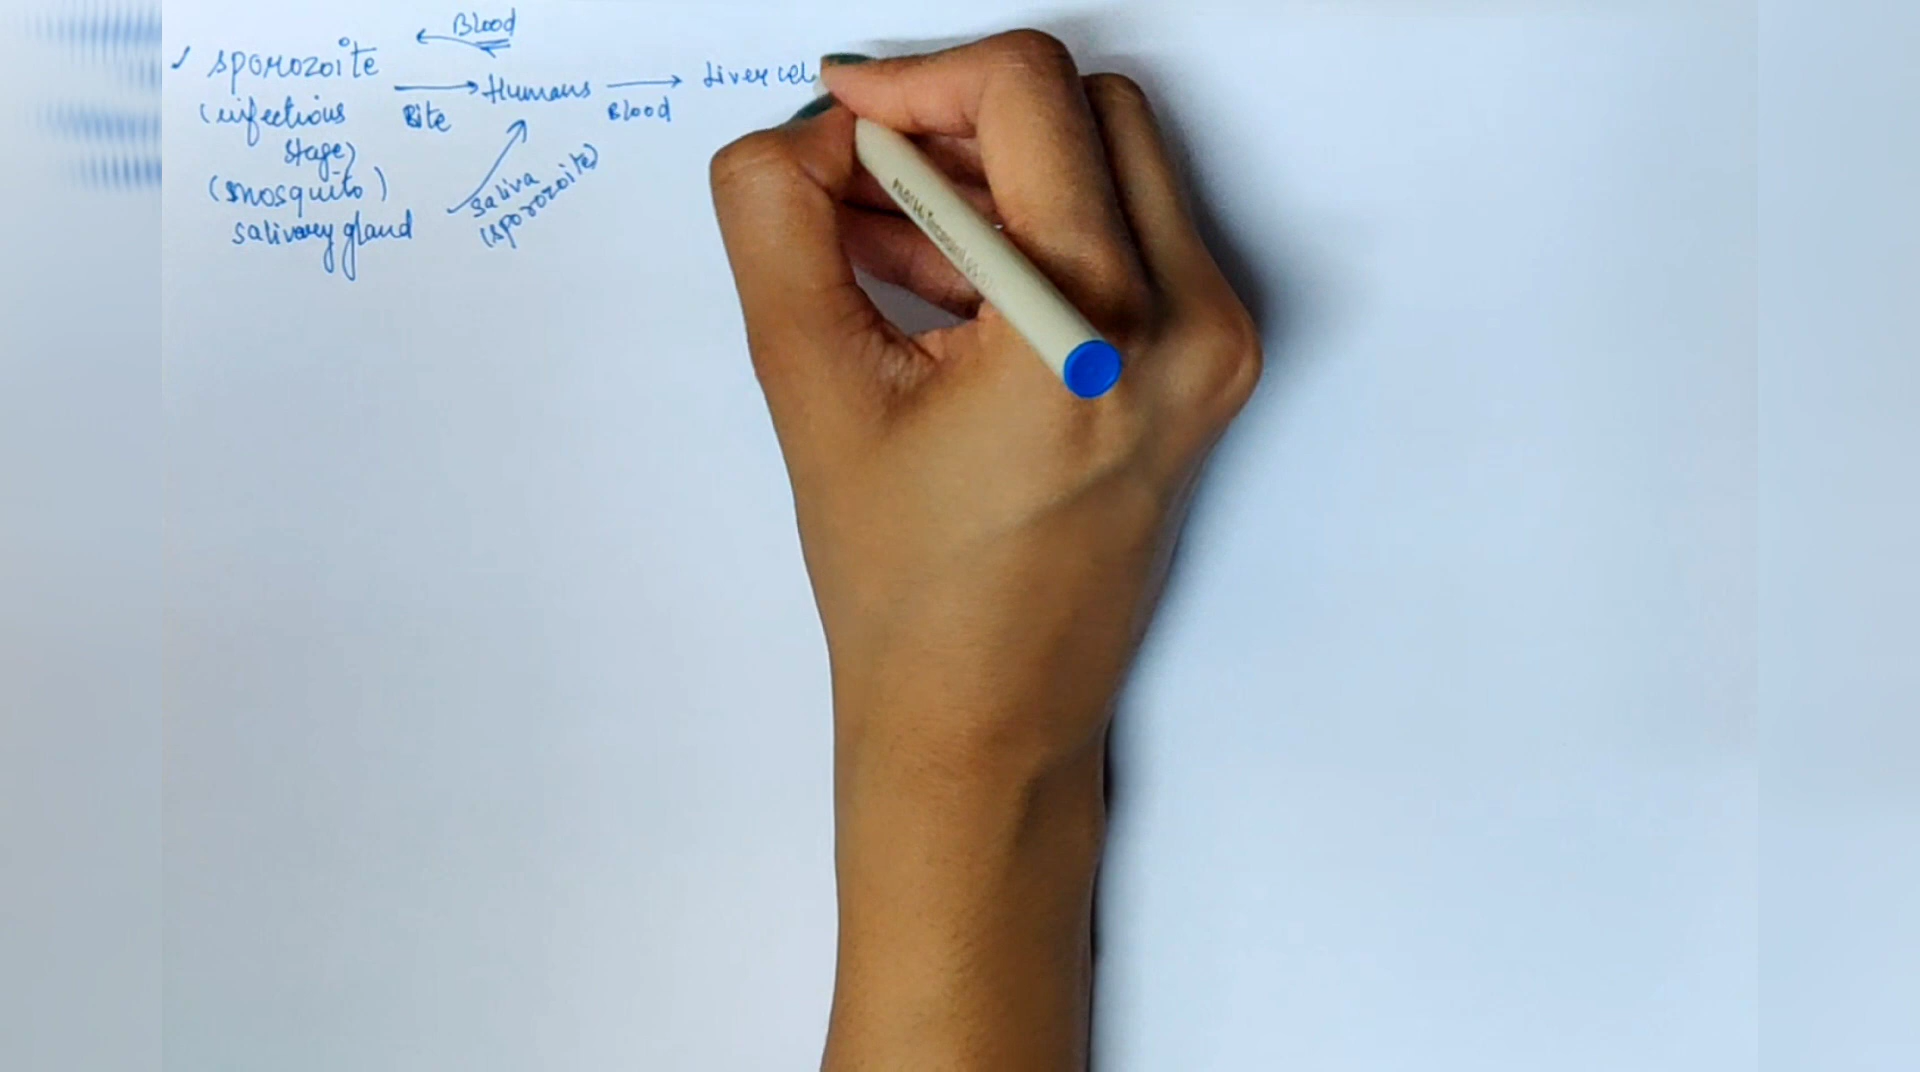 Blood
✓ sporozoite
Humans
Liver cel
(infectious
Bite
Blood
stage)
(mosquito)
salivary gland
saliva
(sporozoite)